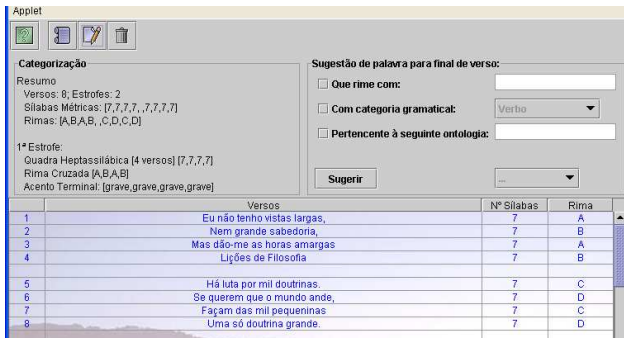 Applet
Categorização
Resumo
Versos: 8; Estrofes: 2
Sílabas Métricas: [7,7,7,7, ,7,7,7,7]
Rimas: [A,B,A,B, ,C,D,C,D]
1ª Estrofe:
Quadra Heptassilábica [4 versos] [7,7,7,7]
Rima Cruzada [A,B,A,B]
Acento Terminal: [grave,grave,grave,grave]
Sugestão de palavra para final de verso:
Que rime com:
Com categoria gramatical: Verbo
Pertencente à seguinte ontologia:
Sugerir ...
Versos Nº Sílabas Rima
1 Eu não tenho vistas largas, 7 A
2 Nem grande sabedoria, 7 B
3 Mas dão-me as horas amargas 7 A
4 Lições de Filosofia 7 B
5 Há luta por mil doutrinas. 7 C
6 Se querem que o mundo ande, 7 D
7 Façam das mil pequeninas 7 C
8 Uma só doutrina grande. 7 D